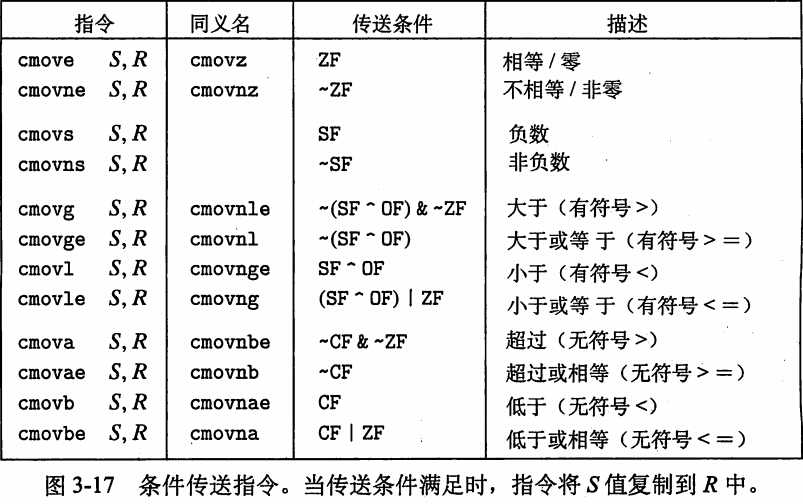 指令 同义名 传送条件 描述
cmove S, R cmovz ZF 相等 / 零
cmovne S, R cmovnz ~ZF 不相等 / 非零
cmovs S, R SF 负数
cmovns S, R ~SF 非负数
cmovg S, R cmovnle ~(SF ^ OF) & ~ZF 大于（有符号 >）
cmovge S, R cmovnl ~(SF ^ OF) 大于或等 于（有符号 > =）
cmovl S, R cmovnge SF ^ OF 小于（有符号 <）
cmovle S, R cmovng (SF ^ OF) | ZF 小于或等 于（有符号 < =）
cmova S, R cmovnbe ~CF & ~ZF 超过（无符号 >）
cmovae S, R cmovnb ~CF 超过或相等（无符号 > =）
cmovb S, R cmovnae CF 低于（无符号 <）
cmovbe S, R cmovna CF | ZF 低于或相等（无符号 < =）
图 3-17 条件传送指令。当传送条件满足时，指令将 S 值复制到 R 中。